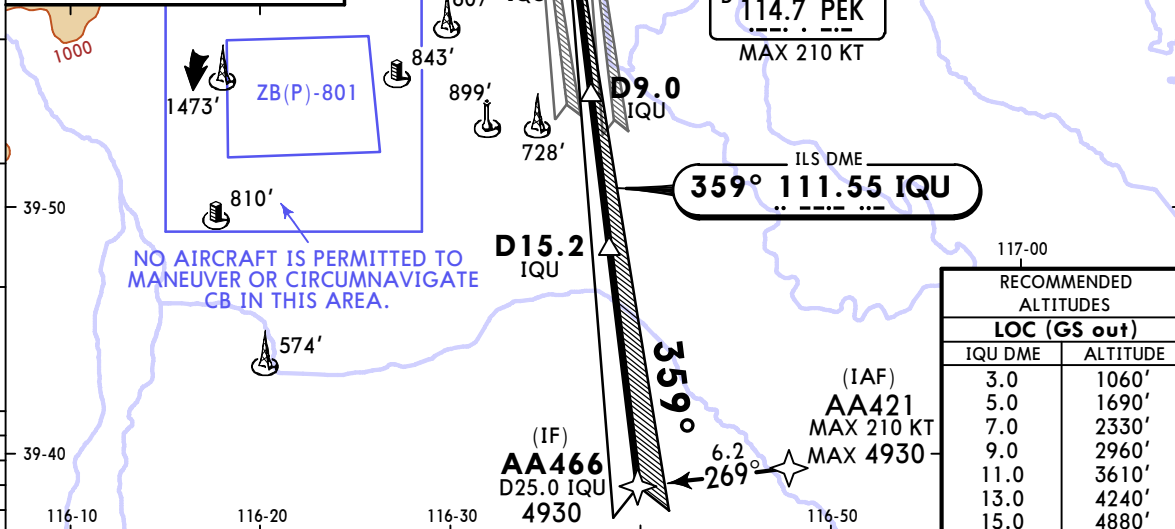 1000
114.7 PEK
MAX 210 KT
843'
ZB(P)-801
1473'
899'
728'
D9.0
IQU
ILS DME
359° 111.55 IQU
810'
39-50
D15.2
IQU
NO AIRCRAFT IS PERMITTED TO
MANEUVER OR CIRCUMNAVIGATE
CB IN THIS AREA.
117-00
574'
359°
RECOMMENDED
ALTITUDES
LOC (GS out)
IQU DME ALTITUDE
3.0 1060'
5.0 1690'
7.0 2330'
9.0 2960'
11.0 3610'
13.0 4240'
15.0 4880'
(IAF)
AA421
MAX 210 KT
MAX 4930
6.2
269°
39-40
(IF)
AA466
D25.0 IQU
4930
116-10
116-20
116-30
116-50